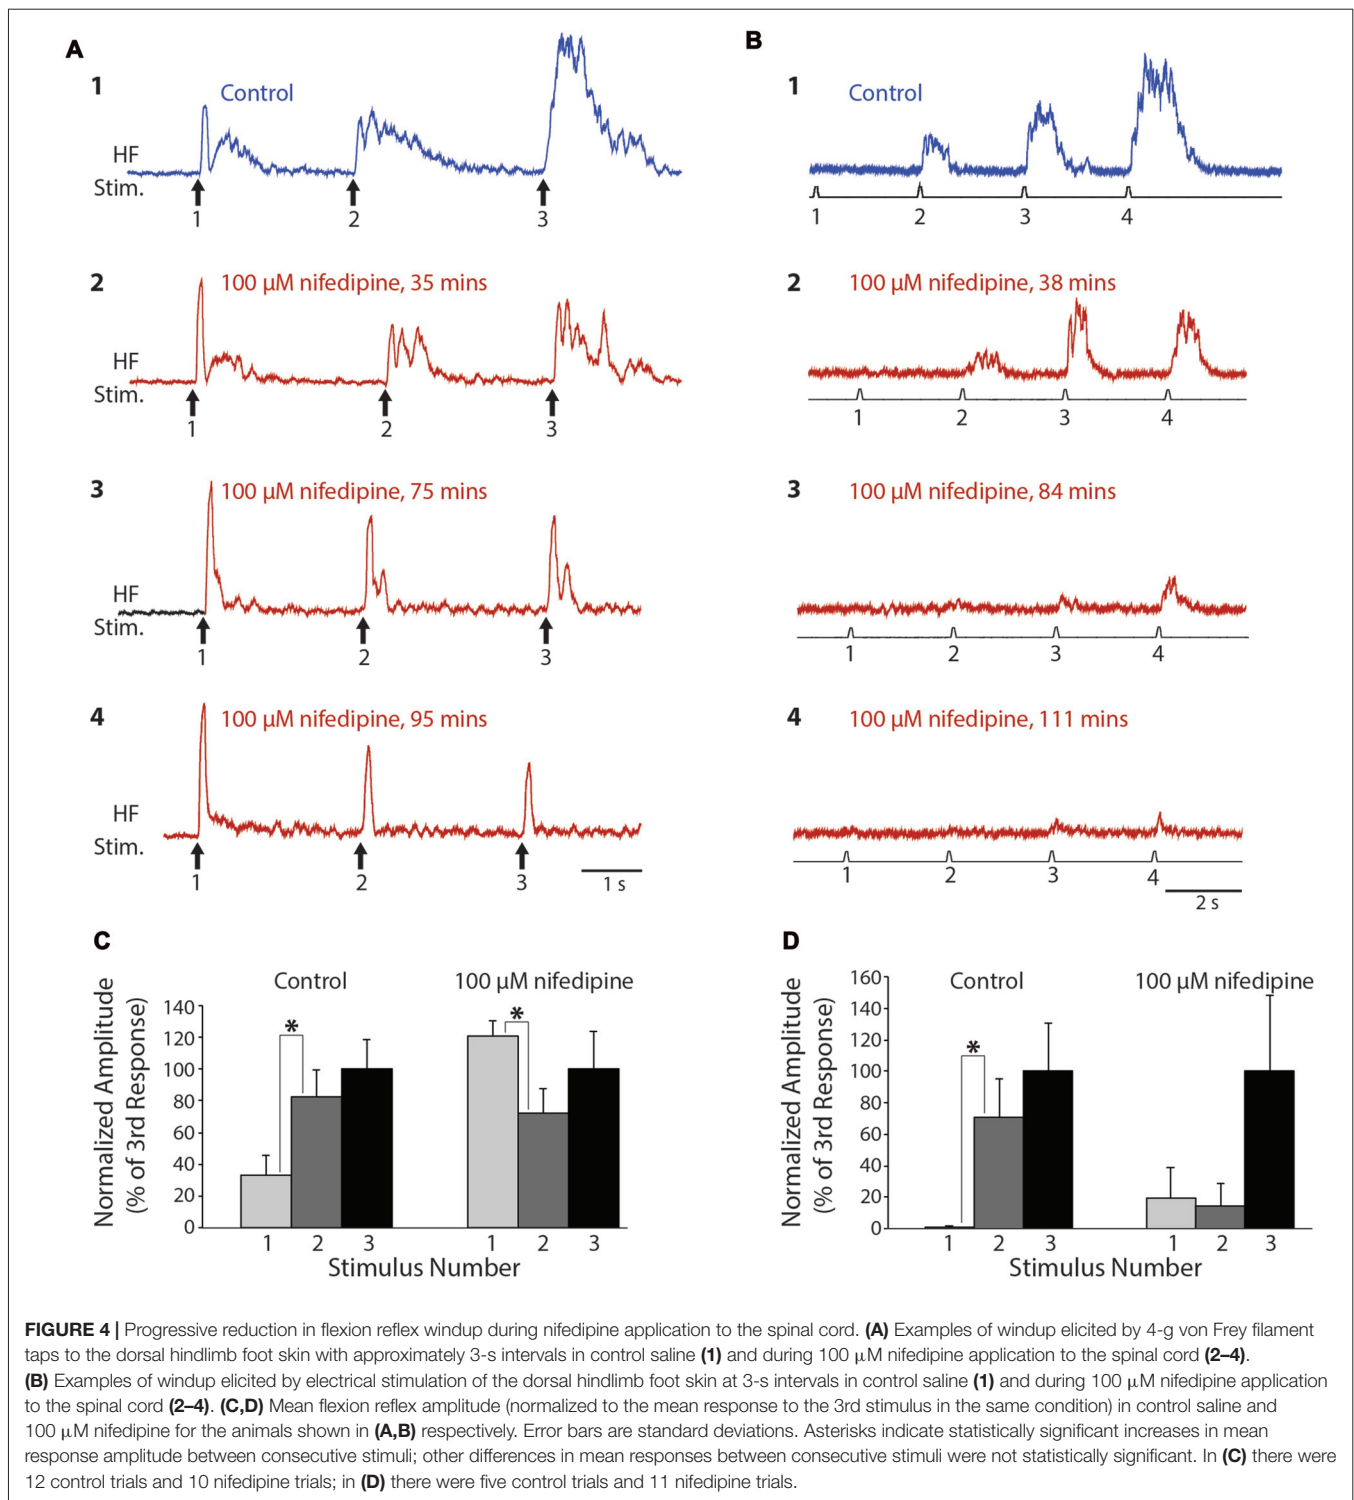 A
1
Control
HF
Stim.
1 2 3
2
100 µM nifedipine, 35 mins
HF
Stim.
1 2 3
3
100 µM nifedipine, 75 mins
HF
Stim.
1 2 3
4
100 µM nifedipine, 95 mins
HF
Stim.
1 2 3
1 s
B
1
Control
1 2 3 4
2
100 µM nifedipine, 38 mins
1 2 3 4
3
100 µM nifedipine, 84 mins
1 2 3 4
4
100 µM nifedipine, 111 mins
1 2 3 4
2 s
C
Control
100 µM nifedipine
Normalized Amplitude
(% of 3rd Response)
140
120
100
80
60
40
20
0
*
*
1 2 3 1 2 3
Stimulus Number
D
Control
100 µM nifedipine
Normalized Amplitude
(% of 3rd Response)
160
140
120
100
80
60
40
20
0
*
1 2 3 1 2 3
Stimulus Number
FIGURE 4 | Progressive reduction in flexion reflex windup during nifedipine application to the spinal cord. (A) Examples of windup elicited by 4-g von Frey filament
taps to the dorsal hindlimb foot skin with approximately 3-s intervals in control saline (1) and during 100 µM nifedipine application to the spinal cord (2–4).
(B) Examples of windup elicited by electrical stimulation of the dorsal hindlimb foot skin at 3-s intervals in control saline (1) and during 100 µM nifedipine application
to the spinal cord (2–4). (C,D) Mean flexion reflex amplitude (normalized to the mean response to the 3rd stimulus in the same condition) in control saline and
100 µM nifedipine for the animals shown in (A,B) respectively. Error bars are standard deviations. Asterisks indicate statistically significant increases in mean
response amplitude between consecutive stimuli; other differences in mean responses between consecutive stimuli were not statistically significant. In (C) there were
12 control trials and 10 nifedipine trials; in (D) there were five control trials and 11 nifedipine trials.